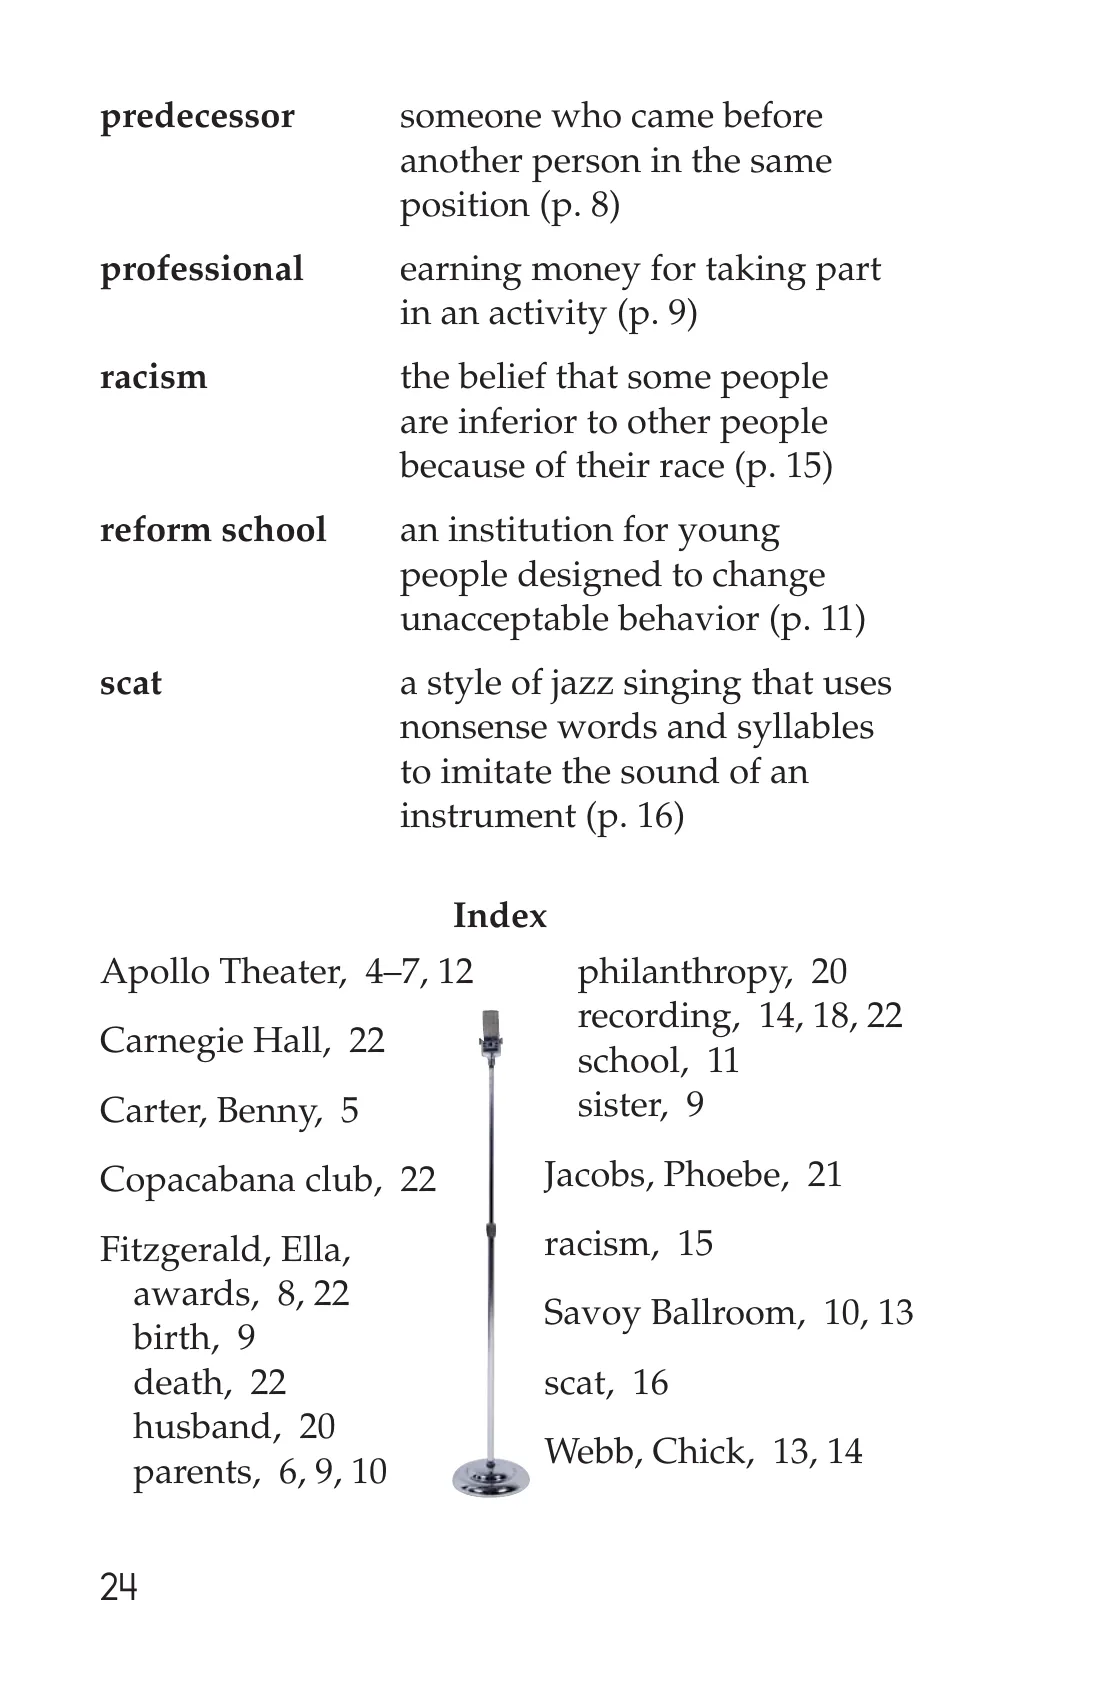 predecessor someone who came before
another person in the same
position (p. 8)
professional earning money for taking part
in an activity (p. 9)
racism the belief that some people
are inferior to other people
because of their race (p. 15)
reform school an institution for young
people designed to change
unacceptable behavior (p. 11)
scat a style of jazz singing that uses
nonsense words and syllables
to imitate the sound of an
instrument (p. 16)
Index
Apollo Theater, 4–7, 12
Carnegie Hall, 22
Carter, Benny, 5
Copacabana club, 22
Fitzgerald, Ella,
awards, 8, 22
birth, 9
death, 22
husband, 20
parents, 6, 9, 10
philanthropy, 20
recording, 14, 18, 22
school, 11
sister, 9
Jacobs, Phoebe, 21
racism, 15
Savoy Ballroom, 10, 13
scat, 16
Webb, Chick, 13, 14
24